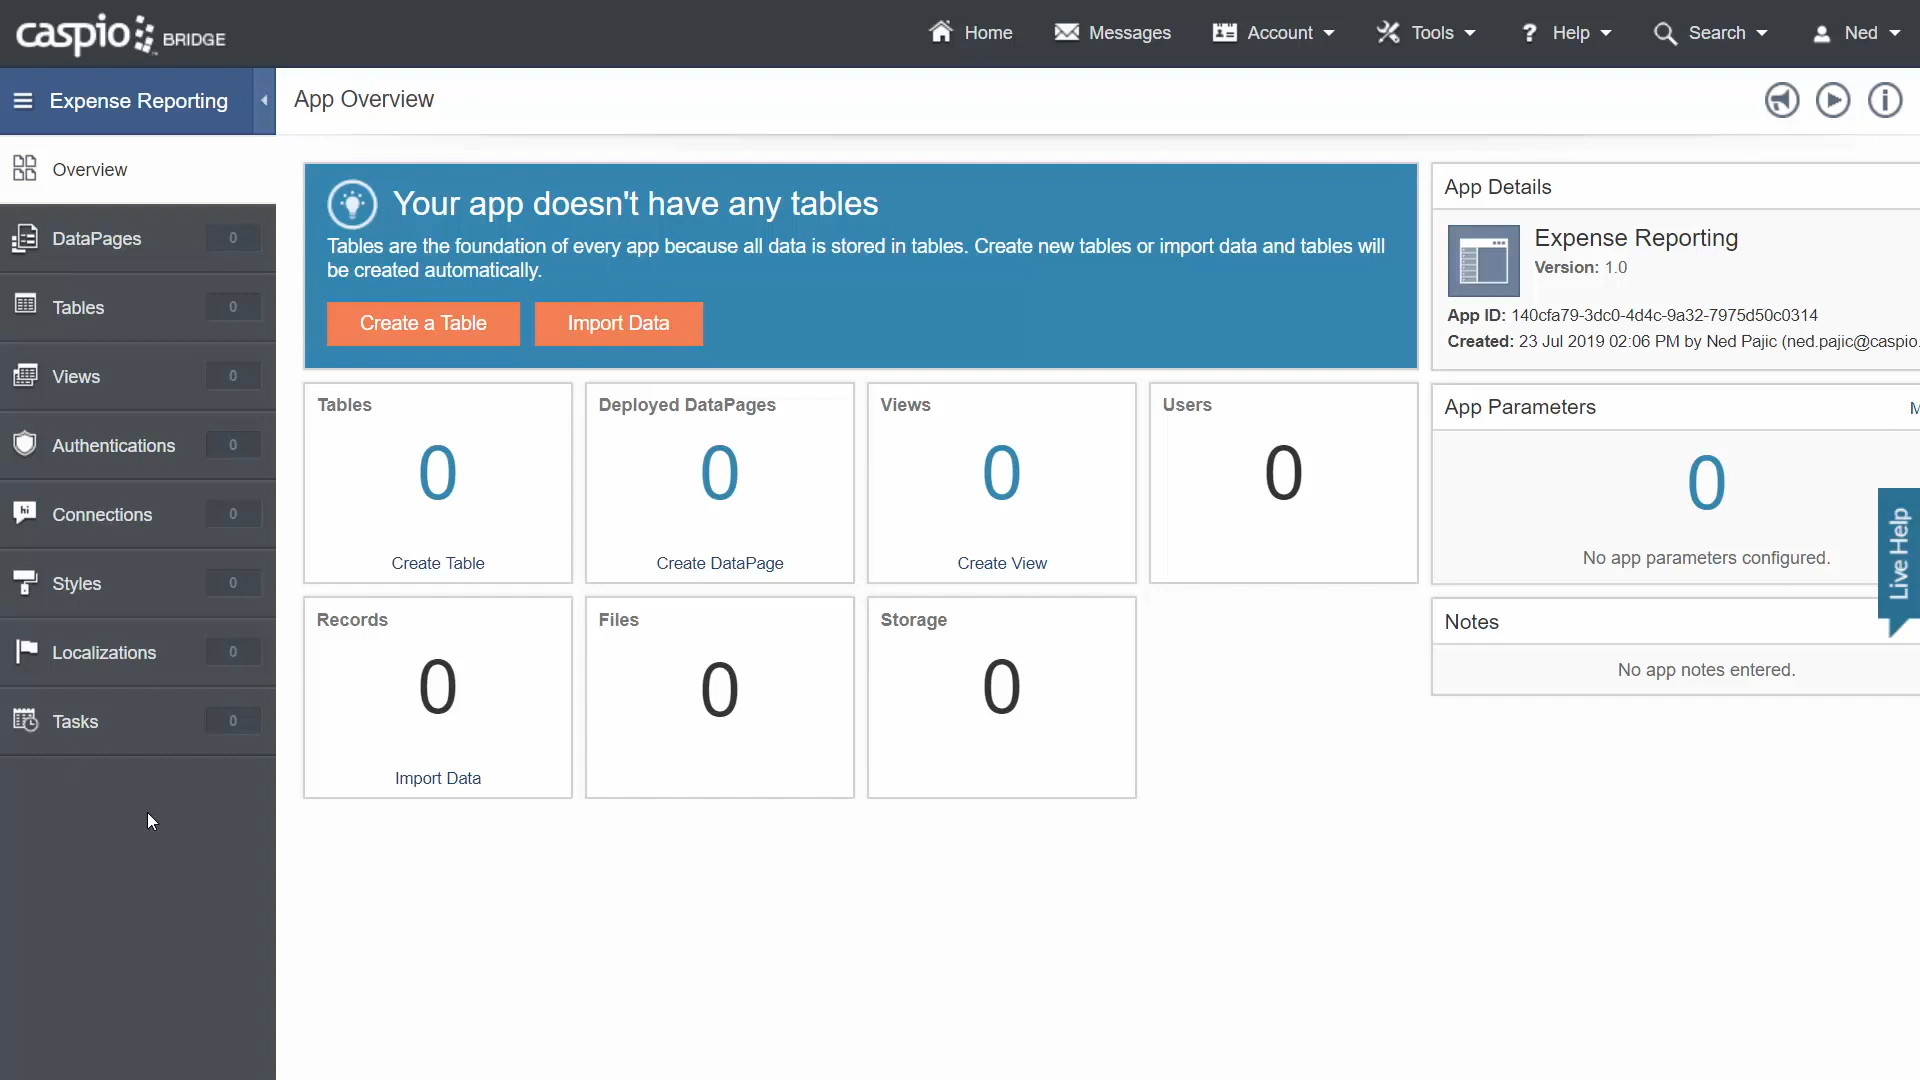 caspio BRIDGE
Home
Messages
Account
Tools
? Help
Search
Ned
Expense Reporting
App Overview
Overview
DataPages 0
Tables 0
Views 0
Authentications 0
hi Connections 0
Styles 0
Localizations 0
Tasks 0
Your app doesn't have any tables
Tables are the foundation of every app because all data is stored in tables. Create new tables or import data and tables will
be created automatically.
Create a Table
Import Data
Tables
0
Create Table
Deployed DataPages
0
Create DataPage
Views
0
Create View
Users
0
Records
0
Import Data
Files
0
Storage
0
App Details
Expense Reporting
Version: 1.0
App ID: 140cfa79-3dc0-4d4c-9a32-7975d50c0314
Created: 23 Jul 2019 02:06 PM by Ned Pajic (ned.pajic@caspio.
App Parameters
0
No app parameters configured.
Notes
No app notes entered.
Live Help